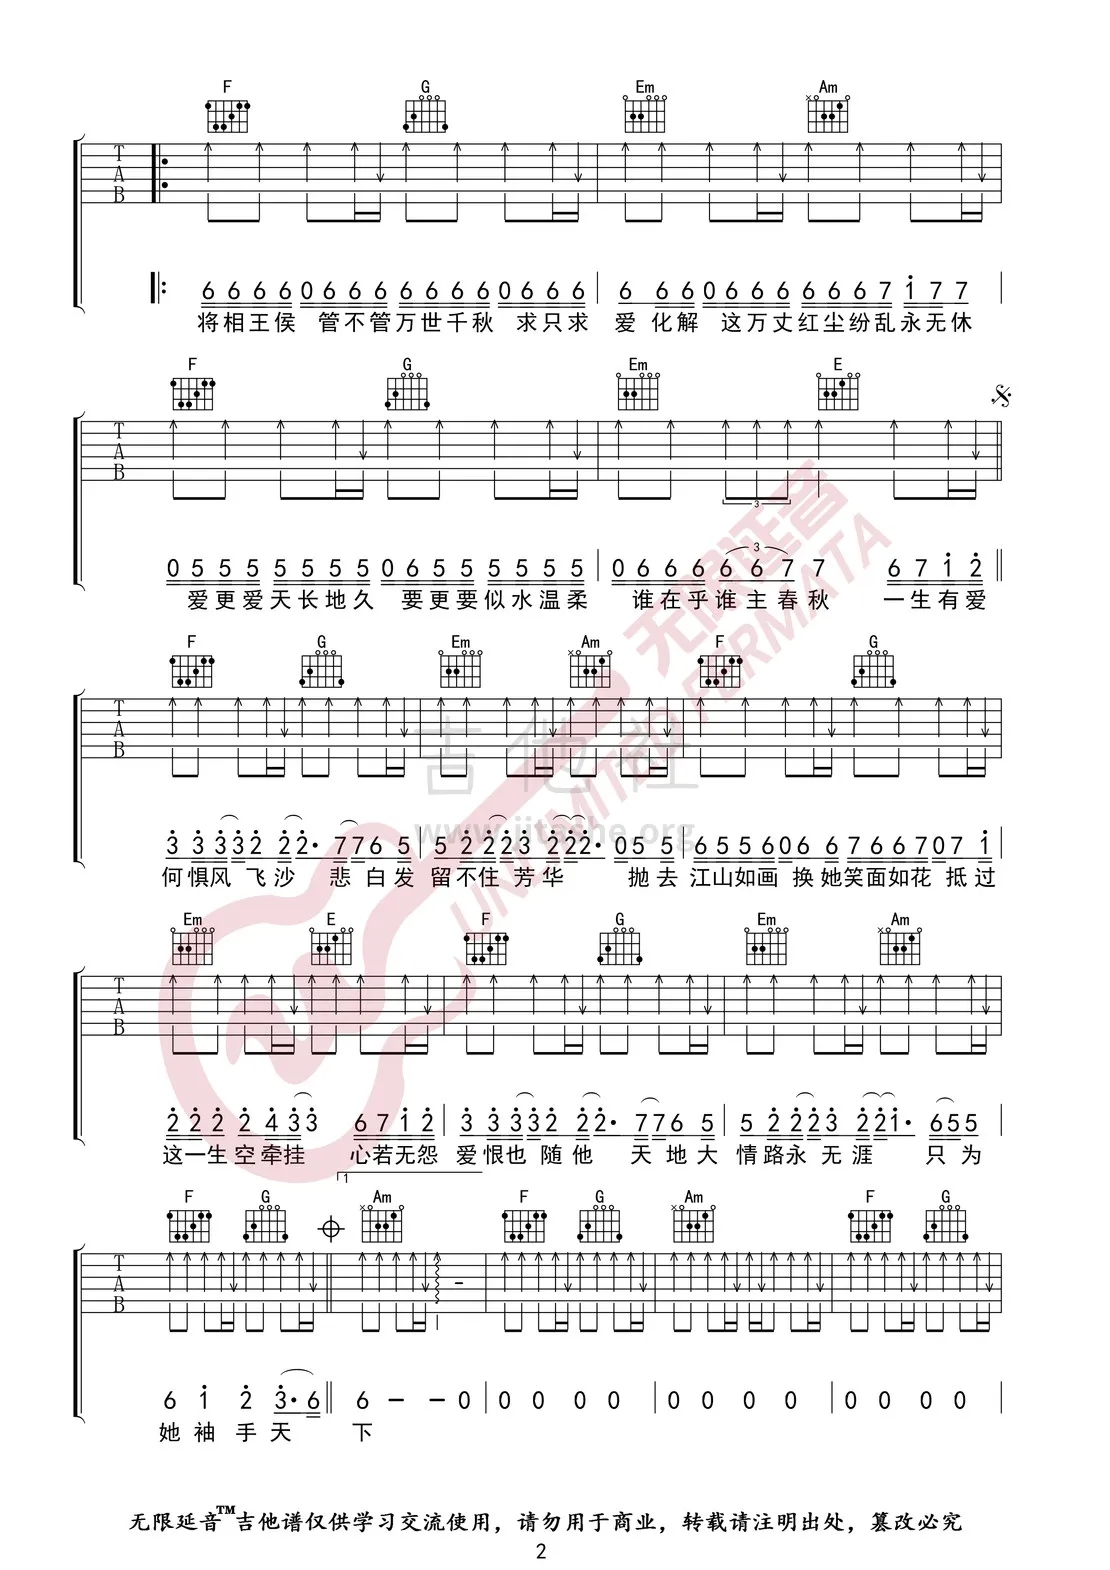 F G Em Am
T
A
B
6 6 6 6 0 6 6 6 6 6 6 6 0 6 6 6 6 6 6 0 6 6 6 6 6 6 7 1 7 7
将相王侯 管不管万世千秋 求只求 爱 化解 这万丈红尘纷乱永无休
F G Em E
T
A
B
3
3
0 5 5 5 5 5 5 5 0 6 5 5 5 5 5 5 0 6 6 6 6 6 7 7 6 7 1 2
爱更爱天长地久 要更要似水温柔 谁在乎谁主春秋 一生有爱
F G Em Am F G
T
A
B
3 3 3 3 2 2 2· 7 7 6 5 5 2 2 2 3 2 2 2· 0 5 5 6 5 5 6 0 6 6 7 6 6 7 0 7 1
何惧风飞沙 悲白发 留不住芳华 抛去 江山如画 换她笑面如花 抵过
Em E F G Em Am
T
A
B
2 2 2 2 4 3 3 6 7 1 2 3 3 3 3 2 2 2· 7 7 6 5 5 2 2 2 3 2 2 1· 6 5 5
这一生空牵挂 心若无怨 爱恨也随他 天地大 情路永无涯 只为
1
F G Am F G Am F G
T
A
B
6 1 2 3· 6 6 – – 0 0 0 0 0 0 0 0 0 0 0 0 0
她袖手天 下
无限延音™吉他谱仅供学习交流使用，请勿用于商业，转载请注明出处，篡改必究
2
无限延音
UNLIMITED FERMATA
吉他社
www.jitashe.org